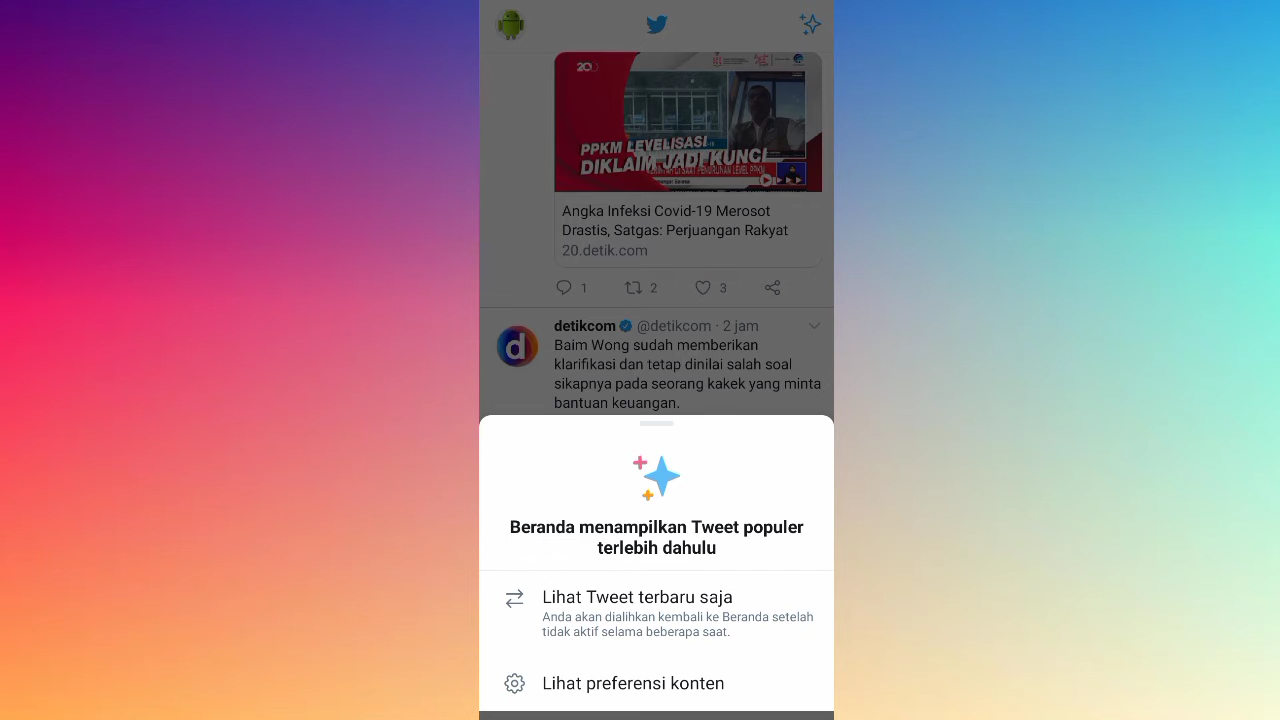 20
PPKM LEVELISASI
DIKLAIM JADI KUNCI
Angka Infeksi Covid-19 Merosot
Drastis, Satgas: Perjuangan Rakyat
20.detik.com
1 2 3
detikcom @detikcom · 2 jam
d
Baim Wong sudah memberikan
klarifikasi dan tetap dinilai salah soal
sikapnya pada seorang kakek yang minta
bantuan keuangan.
Beranda menampilkan Tweet populer
terlebih dahulu
Lihat Tweet terbaru saja
Anda akan dialihkan kembali ke Beranda setelah
tidak aktif selama beberapa saat.
Lihat preferensi konten